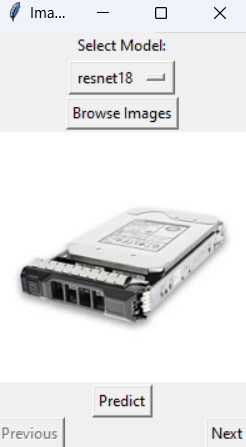 Ima...
Select Model:
resnet18
Browse Images
Predict
Previous
Next